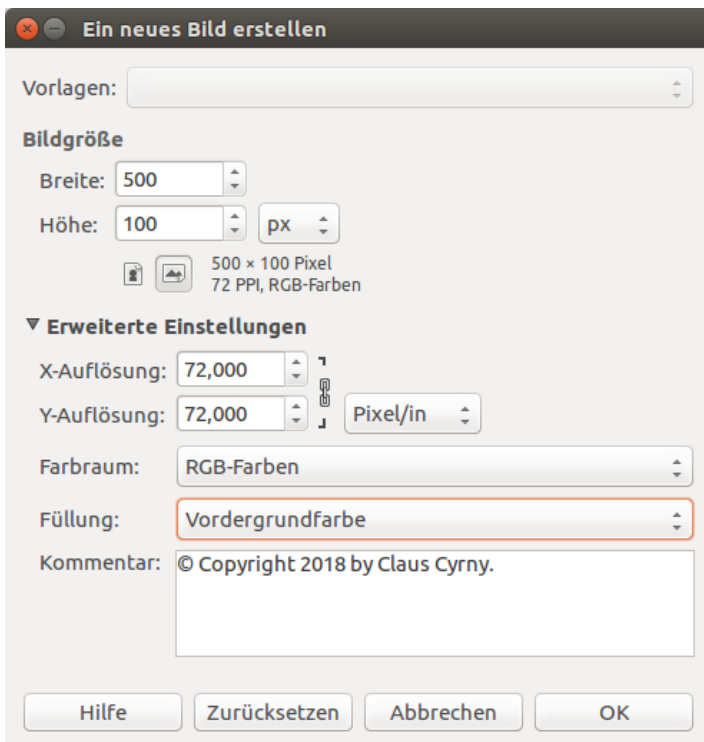 Ein neues Bild erstellen
Vorlagen:
Bildgröße
Breite: 500
Höhe: 100 px
500 × 100 Pixel
72 PPI, RGB-Farben
Erweiterte Einstellungen
X-Auflösung: 72,000
Y-Auflösung: 72,000 Pixel/in
Farbraum: RGB-Farben
Füllung: Vordergrundfarbe
Kommentar: © Copyright 2018 by Claus Cyrny.
Hilfe Zurücksetzen Abbrechen OK